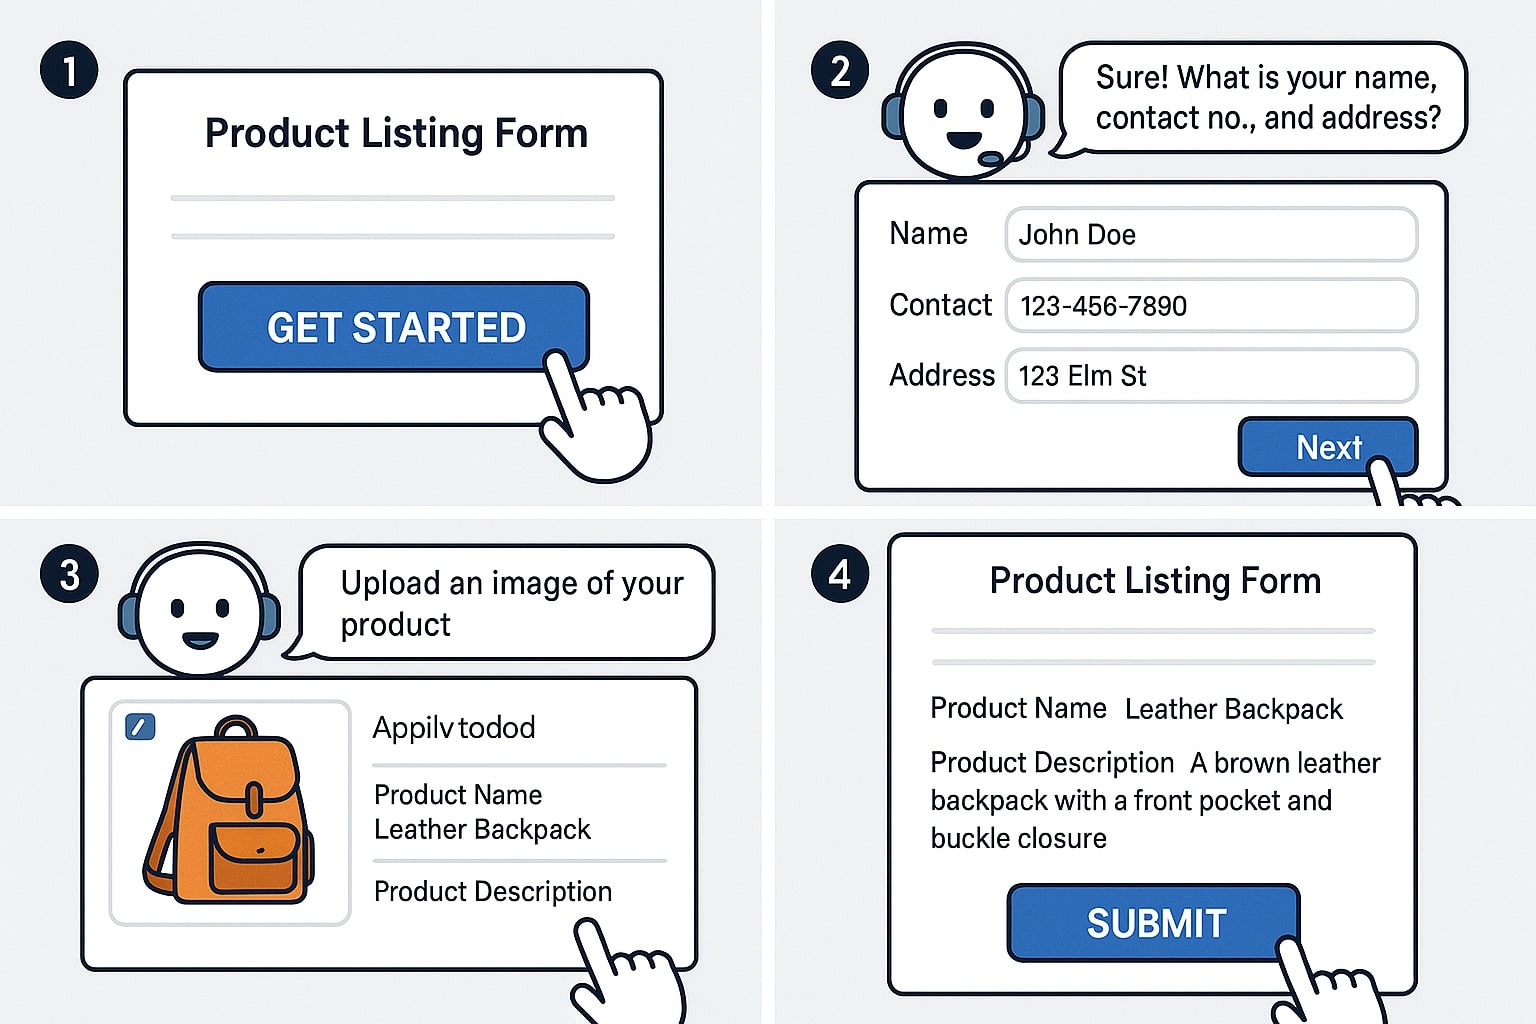 1
Product Listing Form
GET STARTED
2
Sure! What is your name,
contact no., and address?
Name John Doe
Contact 123-456-7890
Address 123 Elm St
Next
3
Upload an image of your
product
Appilv todod
Product Name
Leather Backpack
Product Description
4
Product Listing Form
Product Name Leather Backpack
Product Description A brown leather
backpack with a front pocket and
buckle closure
SUBMIT